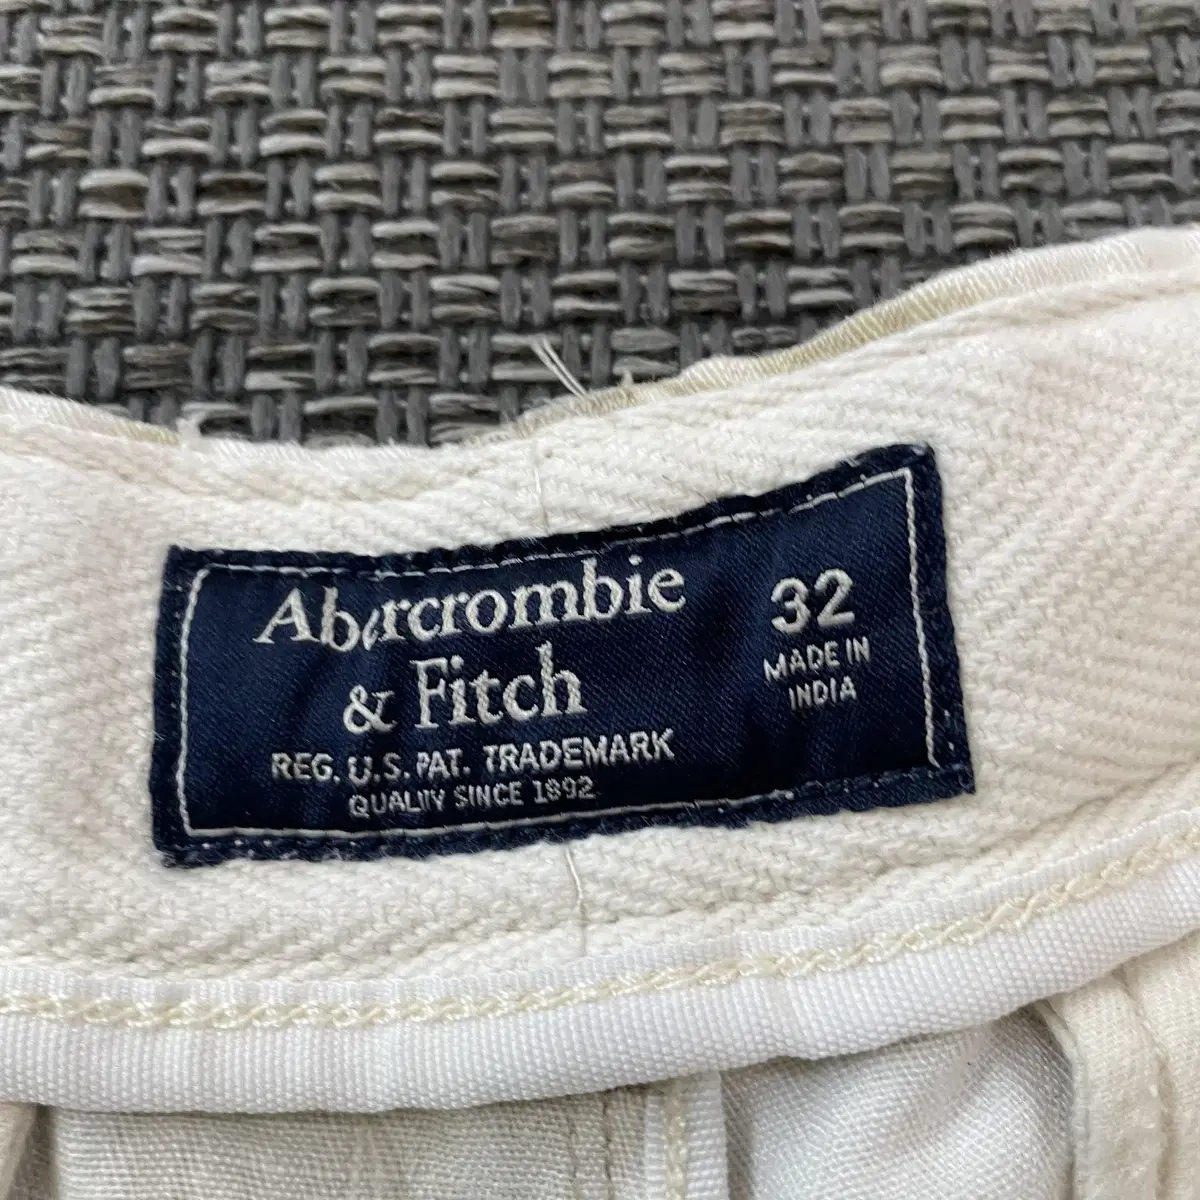 Abercrombie
& Fitch
REG. U.S. PAT. TRADEMARK
QUALITY SINCE 1892
32
MADE IN
INDIA